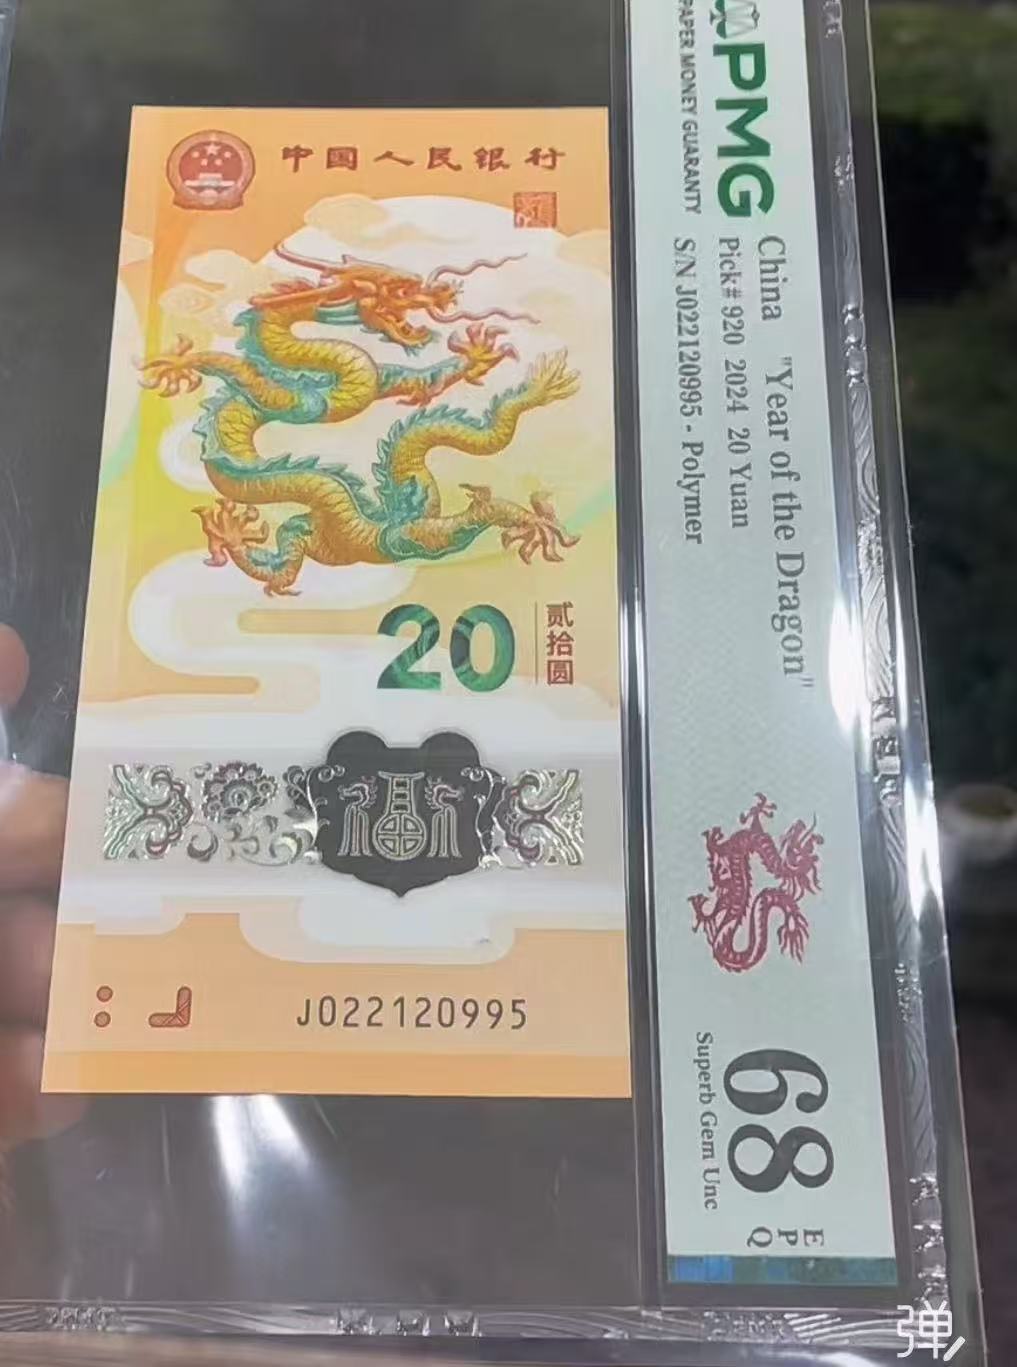 中国人民银行
20
贰拾圆
J022120995
PMG
PAPER MONEY GUARANTY
China "Year of the Dragon"
Pick# 920 2024 20 Yuan
S/N J022120995 - Polymer
68
Superb Gem Unc
E
P
Q
弹